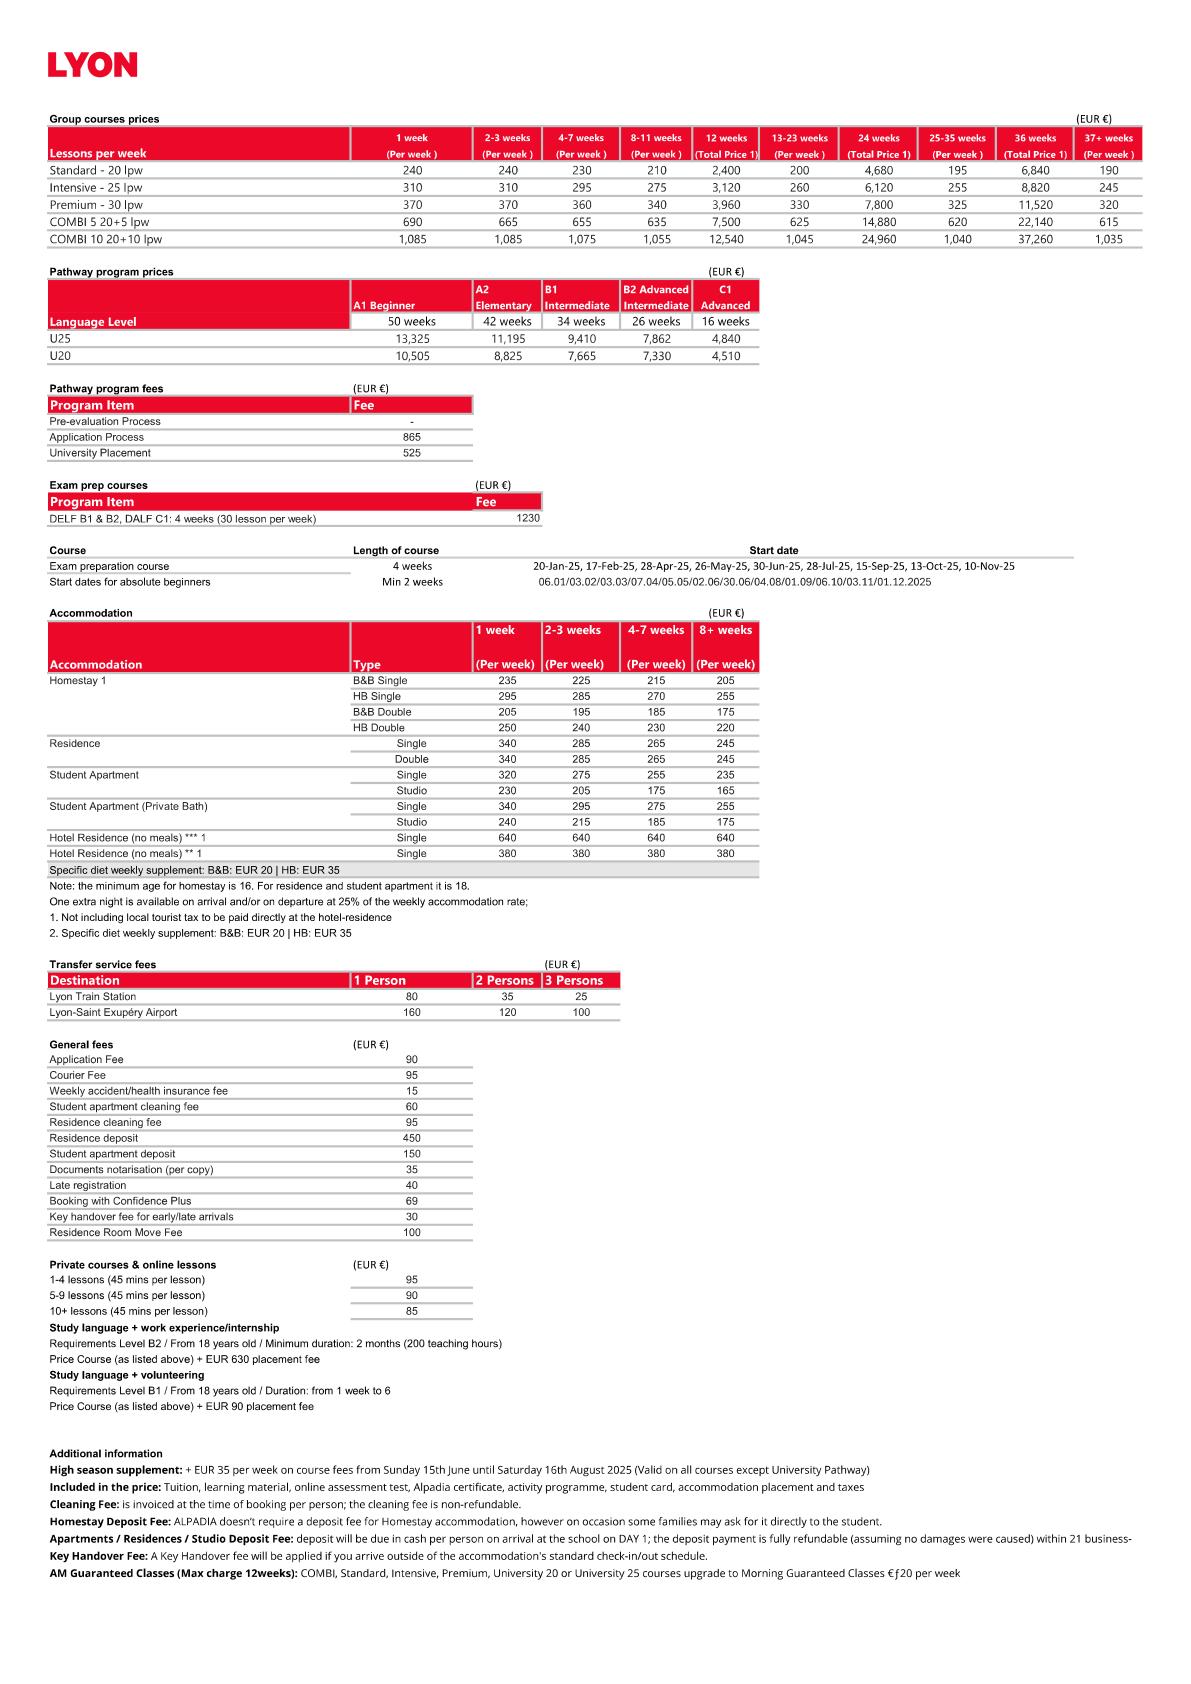 LYON
Group courses prices (EUR €)
1 week 2-3 weeks 4-7 weeks 8-11 weeks 12 weeks 13-23 weeks 24 weeks 25-35 weeks 36 weeks 37+ weeks
Lessons per week (Per week ) (Per week ) (Per week ) (Per week ) (Total Price 1) (Per week ) (Total Price 1) (Per week ) (Total Price 1) (Per week )
Standard - 20 lpw 240 240 230 210 2,400 200 4,680 195 6,840 190
Intensive - 25 lpw 310 310 295 275 3,120 260 6,120 255 8,820 245
Premium - 30 lpw 370 370 360 340 3,960 330 7,800 325 11,520 320
COMBI 5 20+5 lpw 690 665 655 635 7,500 625 14,880 620 22,140 615
COMBI 10 20+10 lpw 1,085 1,085 1,075 1,055 12,540 1,045 24,960 1,040 37,260 1,035
Pathway program prices (EUR €)
A2 B1 B2 Advanced C1
A1 Beginner Elementary Intermediate Intermediate Advanced
Language Level 50 weeks 42 weeks 34 weeks 26 weeks 16 weeks
U25 13,325 11,195 9,410 7,862 4,840
U20 10,505 8,825 7,665 7,330 4,510
Pathway program fees (EUR €)
Program Item Fee
Pre-evaluation Process -
Application Process 865
University Placement 525
Exam prep courses (EUR €)
Program Item Fee
DELF B1 & B2, DALF C1: 4 weeks (30 lesson per week) 1230
Course Length of course Start date
Exam preparation course 4 weeks 20-Jan-25, 17-Feb-25, 28-Apr-25, 26-May-25, 30-Jun-25, 28-Jul-25, 15-Sep-25, 13-Oct-25, 10-Nov-25
Start dates for absolute beginners Min 2 weeks 06.01/03.02/03.03/07.04/05.05/02.06/30.06/04.08/01.09/06.10/03.11/01.12.2025
Accommodation (EUR €)
1 week 2-3 weeks 4-7 weeks 8+ weeks
Accommodation Type (Per week) (Per week) (Per week) (Per week)
Homestay 1 B&B Single 235 225 215 205
HB Single 295 285 270 255
B&B Double 205 195 185 175
HB Double 250 240 230 220
Residence Single 340 285 265 245
Double 340 285 265 245
Student Apartment Single 320 275 255 235
Studio 230 205 175 165
Student Apartment (Private Bath) Single 340 295 275 255
Studio 240 215 185 175
Hotel Residence (no meals) *** 1 Single 640 640 640 640
Hotel Residence (no meals) ** 1 Single 380 380 380 380
Specific diet weekly supplement: B&B: EUR 20 | HB: EUR 35
Note: the minimum age for homestay is 16. For residence and student apartment it is 18.
One extra night is available on arrival and/or on departure at 25% of the weekly accommodation rate;
1. Not including local tourist tax to be paid directly at the hotel-residence
2. Specific diet weekly supplement: B&B: EUR 20 | HB: EUR 35
Transfer service fees (EUR €)
Destination 1 Person 2 Persons 3 Persons
Lyon Train Station 80 35 25
Lyon-Saint Exupéry Airport 160 120 100
General fees (EUR €)
Application Fee 90
Courier Fee 95
Weekly accident/health insurance fee 15
Student apartment cleaning fee 60
Residence cleaning fee 95
Residence deposit 450
Student apartment deposit 150
Documents notarisation (per copy) 35
Late registration 40
Booking with Confidence Plus 69
Key handover fee for early/late arrivals 30
Residence Room Move Fee 100
Private courses & online lessons (EUR €)
1-4 lessons (45 mins per lesson) 95
5-9 lessons (45 mins per lesson) 90
10+ lessons (45 mins per lesson) 85
Study language + work experience/internship
Requirements Level B2 / From 18 years old / Minimum duration: 2 months (200 teaching hours)
Price Course (as listed above) + EUR 630 placement fee
Study language + volunteering
Requirements Level B1 / From 18 years old / Duration: from 1 week to 6
Price Course (as listed above) + EUR 90 placement fee
Additional information
High season supplement: + EUR 35 per week on course fees from Sunday 15th June until Saturday 16th August 2025 (Valid on all courses except University Pathway)
Included in the price: Tuition, learning material, online assessment test, Alpadia certificate, activity programme, student card, accommodation placement and taxes
Cleaning Fee: is invoiced at the time of booking per person; the cleaning fee is non-refundable.
Homestay Deposit Fee: ALPADIA doesn't require a deposit fee for Homestay accommodation, however on occasion some families may ask for it directly to the student.
Apartments / Residences / Studio Deposit Fee: deposit will be due in cash per person on arrival at the school on DAY 1; the deposit payment is fully refundable (assuming no damages were caused) within 21 business-
Key Handover Fee: A Key Handover fee will be applied if you arrive outside of the accommodation's standard check-in/out schedule.
AM Guaranteed Classes (Max charge 12weeks): COMBI, Standard, Intensive, Premium, University 20 or University 25 courses upgrade to Morning Guaranteed Classes €ƒ20 per week